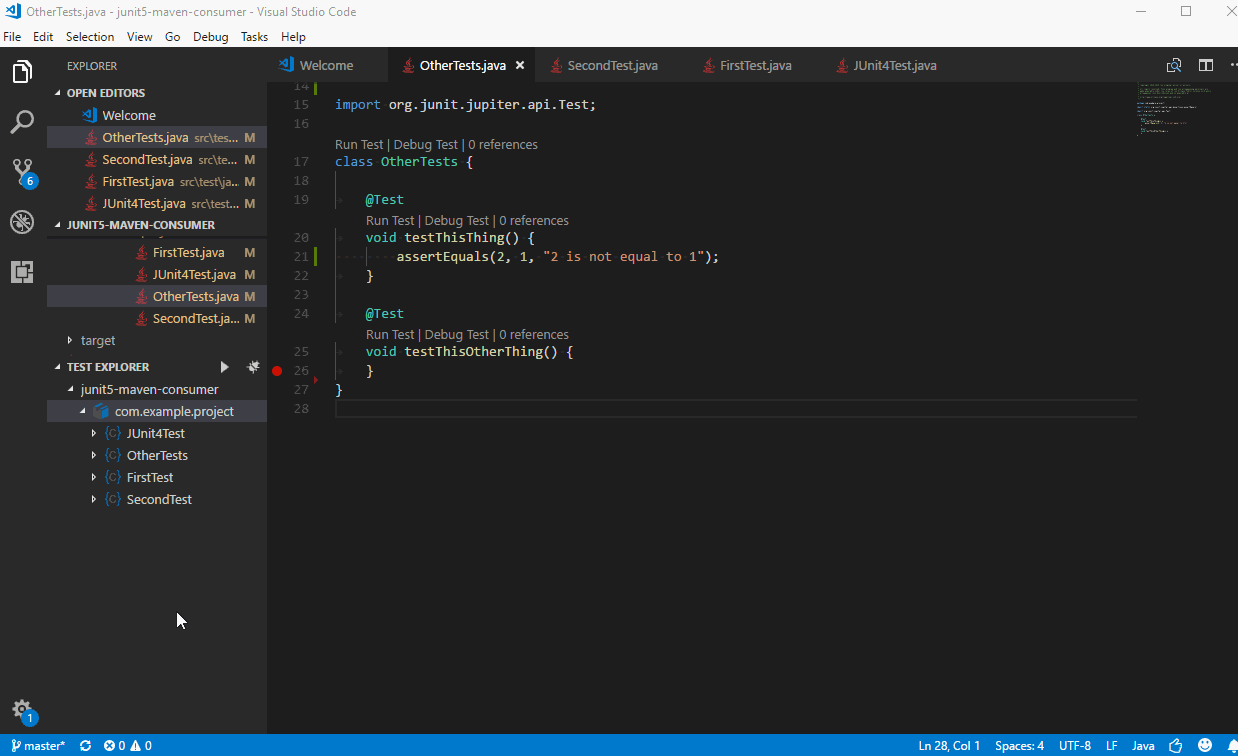 OtherTests.java - junit5-maven-consumer - Visual Studio Code
File Edit Selection View Go Debug Tasks Help
EXPLORER
OPEN EDITORS
Welcome
OtherTests.java src\tes... M
SecondTest.java src\te... M
FirstTest.java src\test\ja... M
JUnit4Test.java src\test... M
JUNIT5-MAVEN-CONSUMER
FirstTest.java M
JUnit4Test.java M
OtherTests.java M
SecondTest.ja... M
target
TEST EXPLORER
junit5-maven-consumer
com.example.project
{C} JUnit4Test
{C} OtherTests
{C} FirstTest
{C} SecondTest
6
1
Welcome OtherTests.java × SecondTest.java FirstTest.java JUnit4Test.java
14
15 import org.junit.jupiter.api.Test;
16
Run Test | Debug Test | 0 references
17 class OtherTests {
18
19 @Test
Run Test | Debug Test | 0 references
20 void testThisThing() {
21 assertEquals(2, 1, "2 is not equal to 1");
22 }
23
24 @Test
Run Test | Debug Test | 0 references
25 void testThisOtherThing() {
26 }
27 }
28
master* 0 0 Ln 28, Col 1 Spaces: 4 UTF-8 LF Java